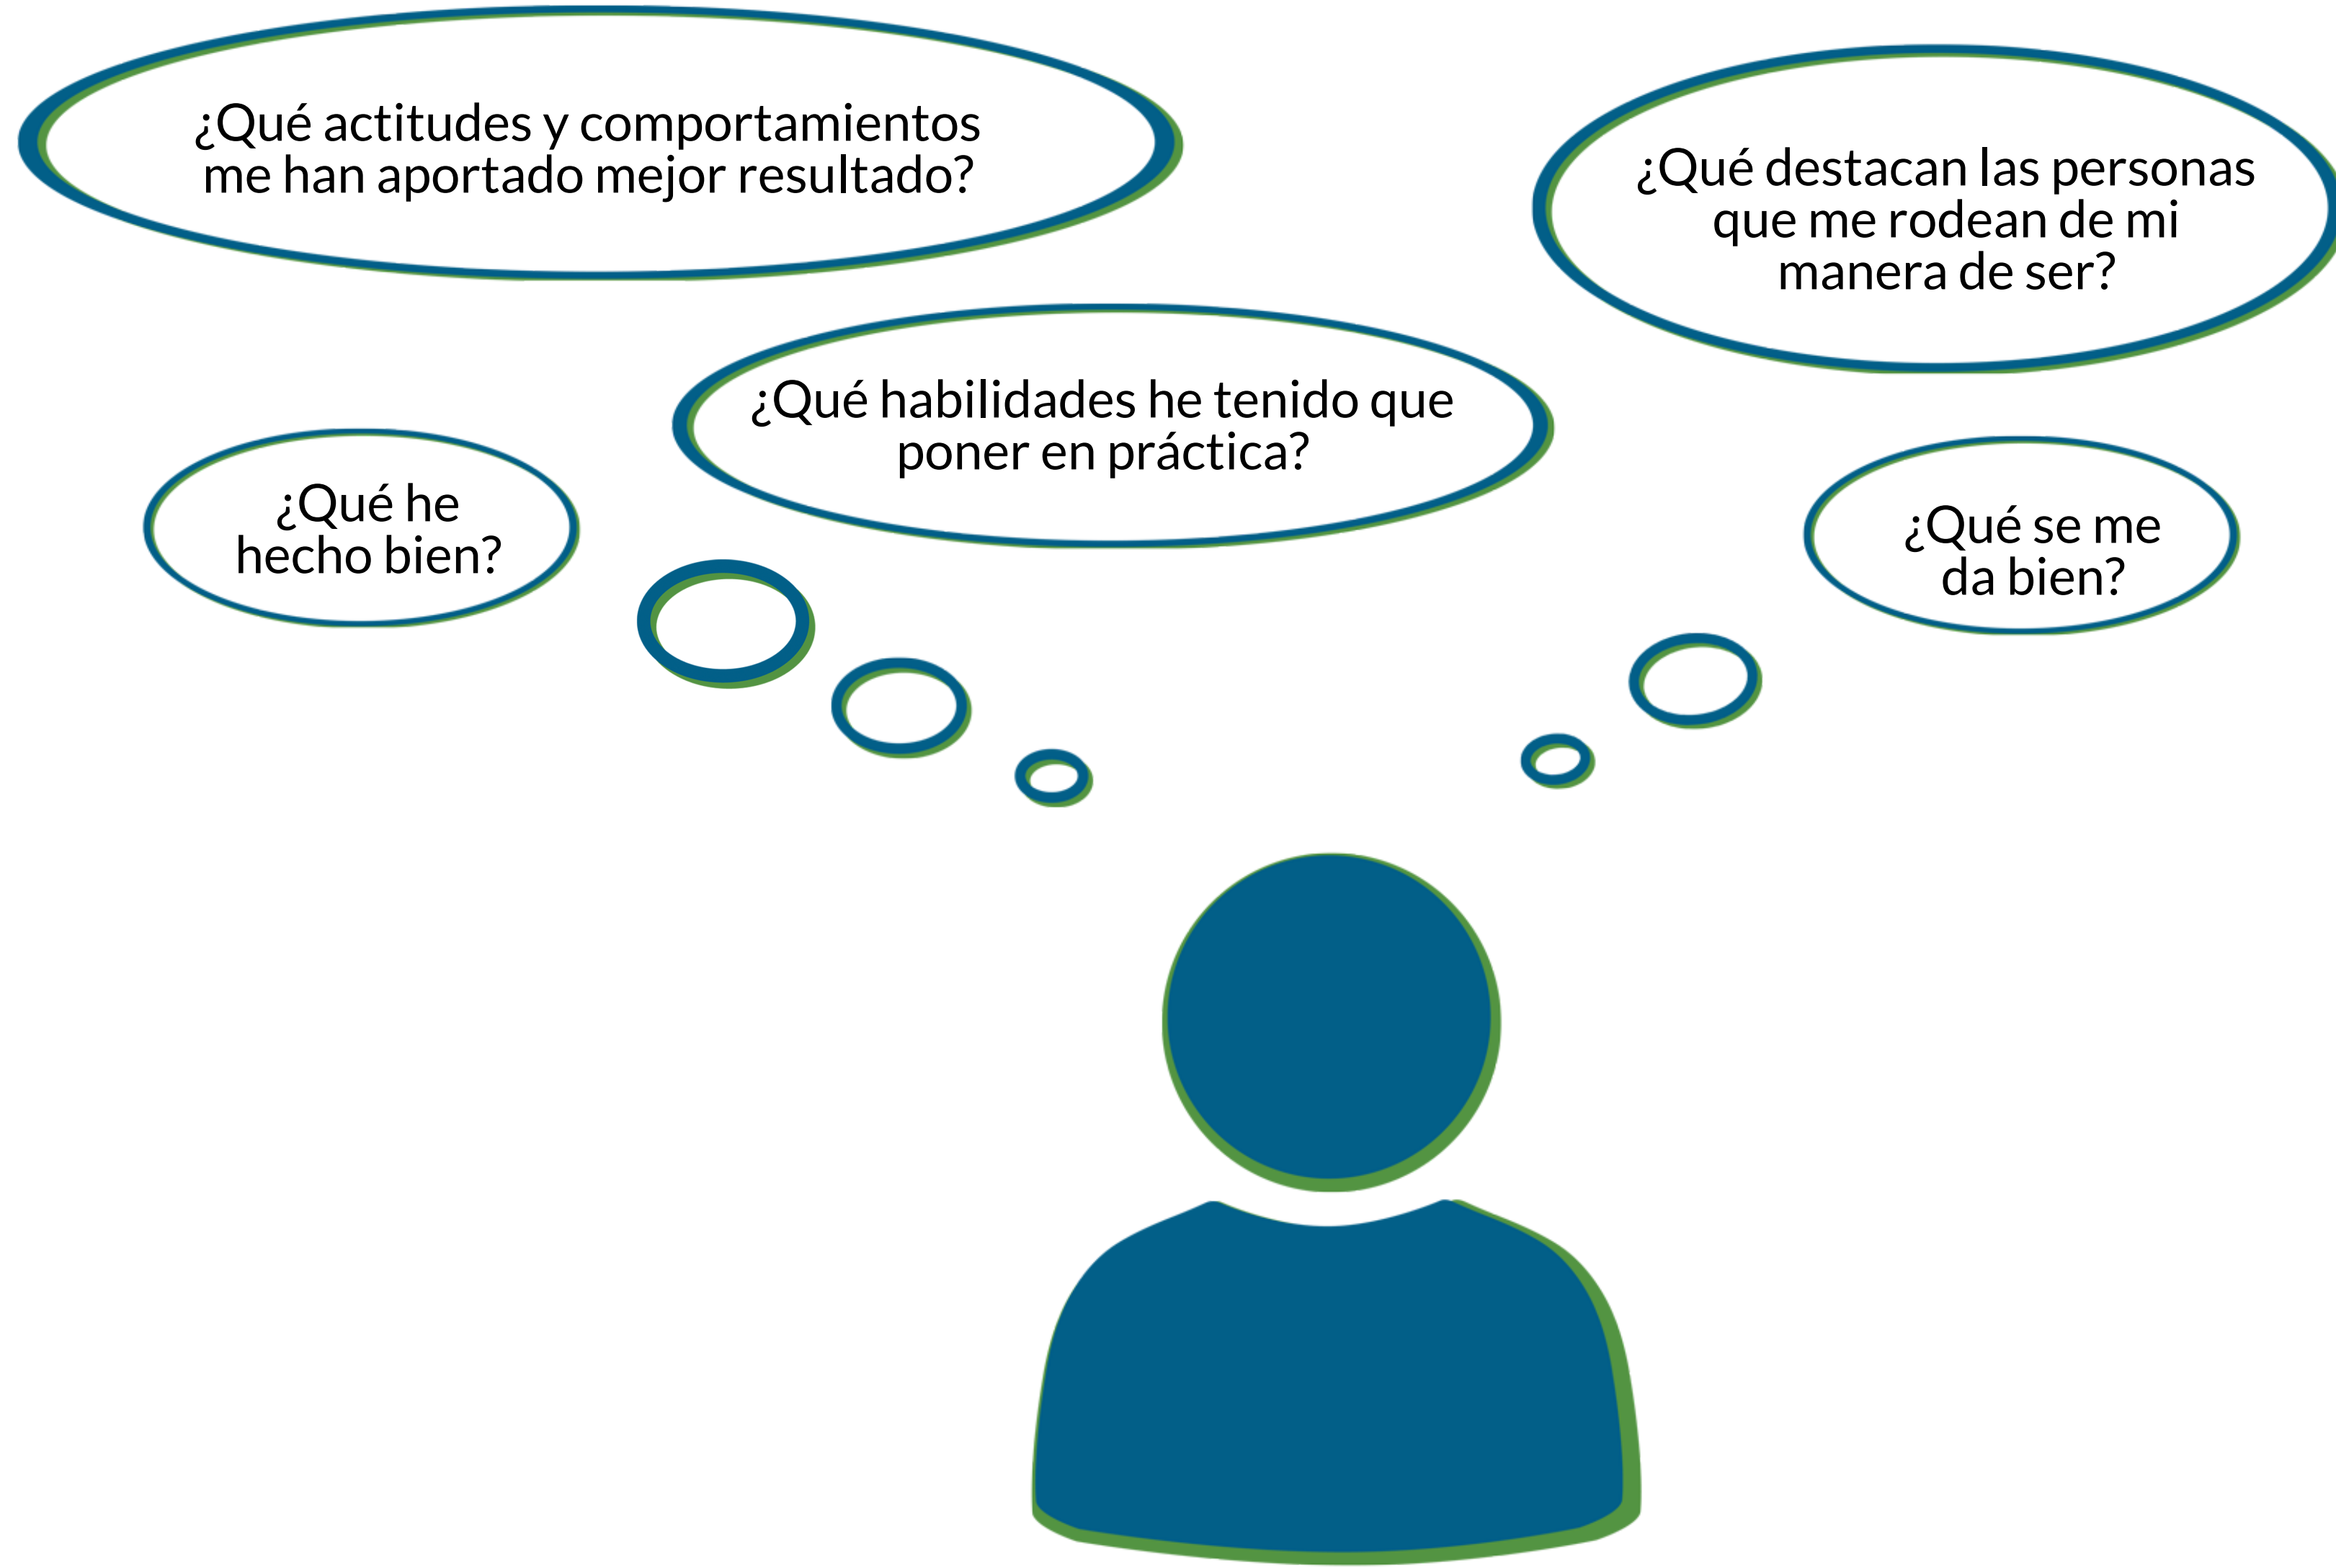 ¿Qué actitudes y comportamientos
me han aportado mejor resultado?
¿Qué destacan las personas
que me rodean de mi
manera de ser?
¿Qué habilidades he tenido que
poner en práctica?
¿Qué he
hecho bien?
¿Qué se me
da bien?